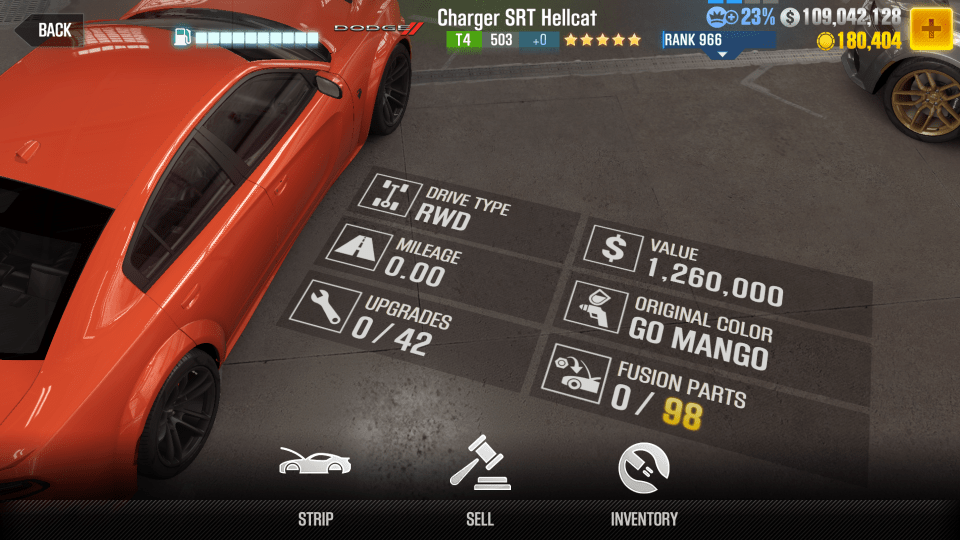 BACK
DODGE
Charger SRT Hellcat
T4 503 +0
RANK 966
23% $ 109,042,128
180,404
DRIVE TYPE
RWD
MILEAGE
0.00
UPGRADES
0/42
$ VALUE
1,260,000
ORIGINAL COLOR
GO MANGO
FUSION PARTS
0/98
STRIP
SELL
INVENTORY